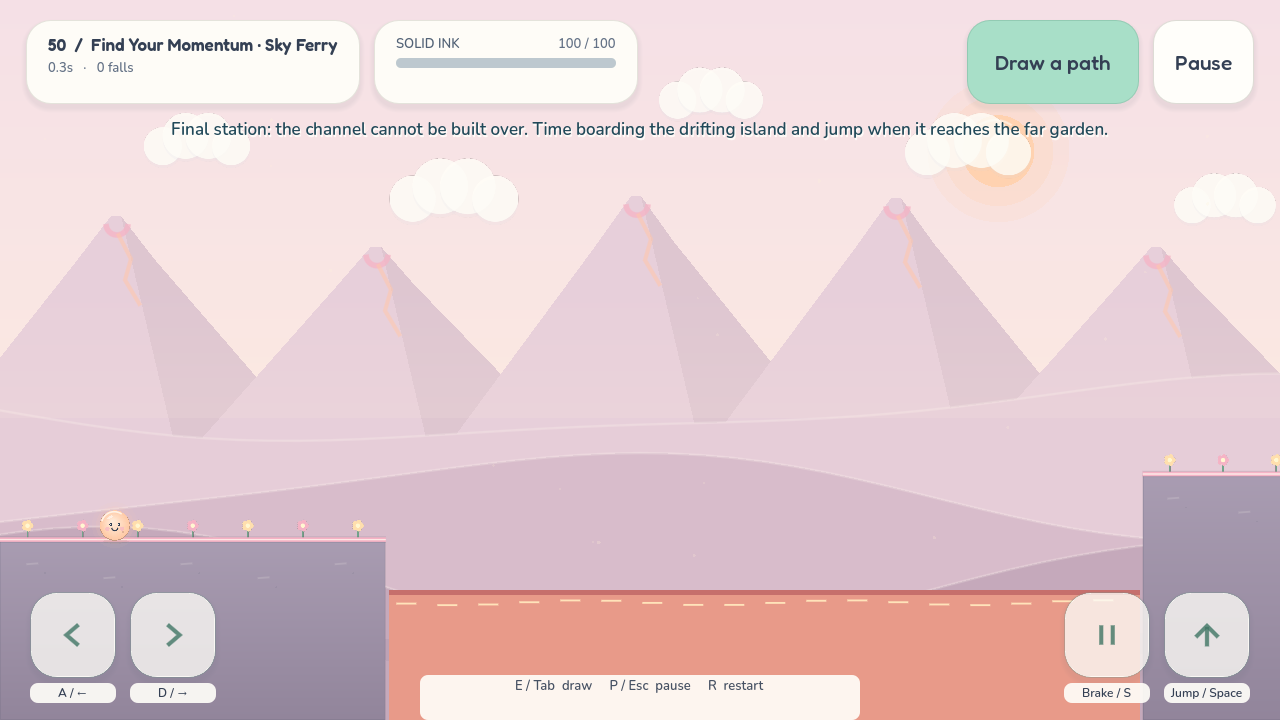 50 / Find Your Momentum · Sky Ferry
0.3s · 0 falls
SOLID INK 100 / 100
Draw a path
Pause
Final station: the channel cannot be built over. Time boarding the drifting island and jump when it reaches the far garden.
A / ←
D / →
E / Tab draw P / Esc pause R restart
Brake / S
Jump / Space